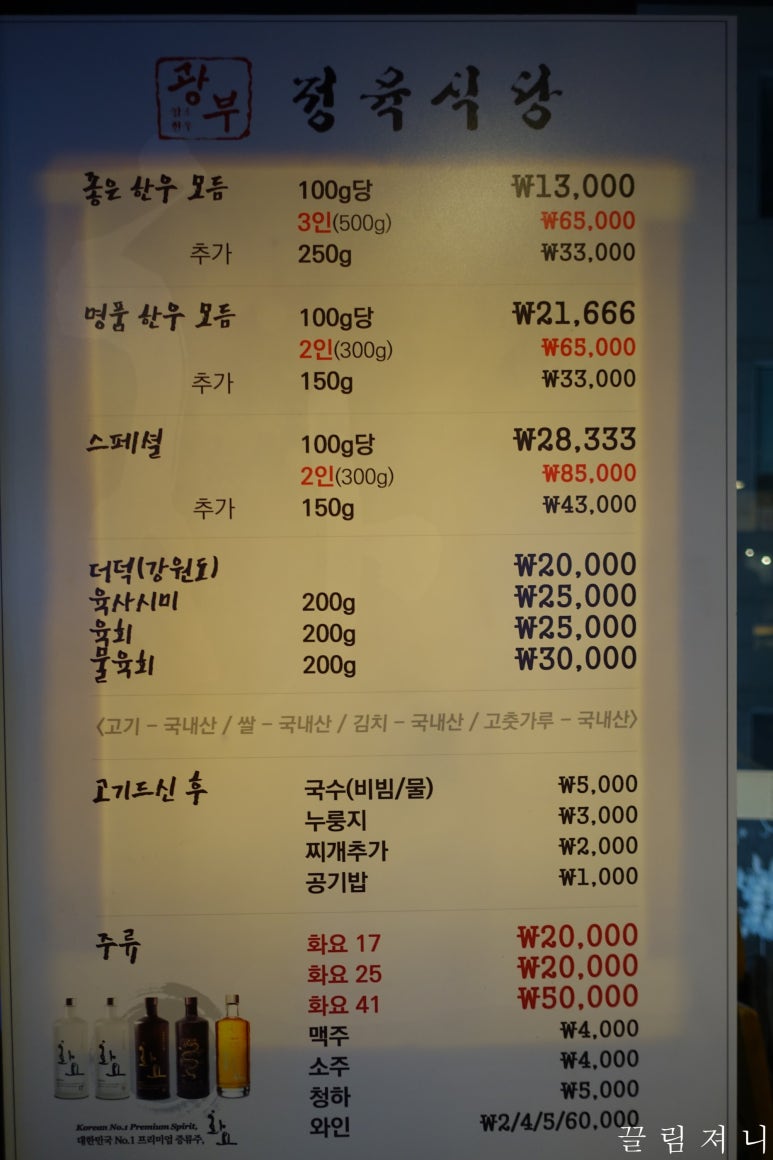 광부 정육식당
좋은 한우 모듬 100g당 ₩13,000
3인(500g) ₩65,000
추가 250g ₩33,000
명품 한우 모듬 100g당 ₩21,666
2인(300g) ₩65,000
추가 150g ₩33,000
스페셜 100g당 ₩28,333
2인(300g) ₩85,000
추가 150g ₩43,000
더덕(강원도) ₩20,000
육사시미 200g ₩25,000
육회 200g ₩25,000
물육회 200g ₩30,000
<고기 - 국내산 / 쌀 - 국내산 / 김치 - 국내산 / 고춧가루 - 국내산>
고기드신 후 국수(비빔/물) ₩5,000
누룽지 ₩3,000
찌개추가 ₩2,000
공기밥 ₩1,000
주류 화요 17 ₩20,000
화요 25 ₩20,000
화요 41 ₩50,000
맥주 ₩4,000
소주 ₩4,000
청하 ₩5,000
와인 ₩2/4/5/60,000
화요 화요
Korean No.1 Premium Spirit,
대한민국 No.1 프리미엄 증류주, 화요
끌림져니